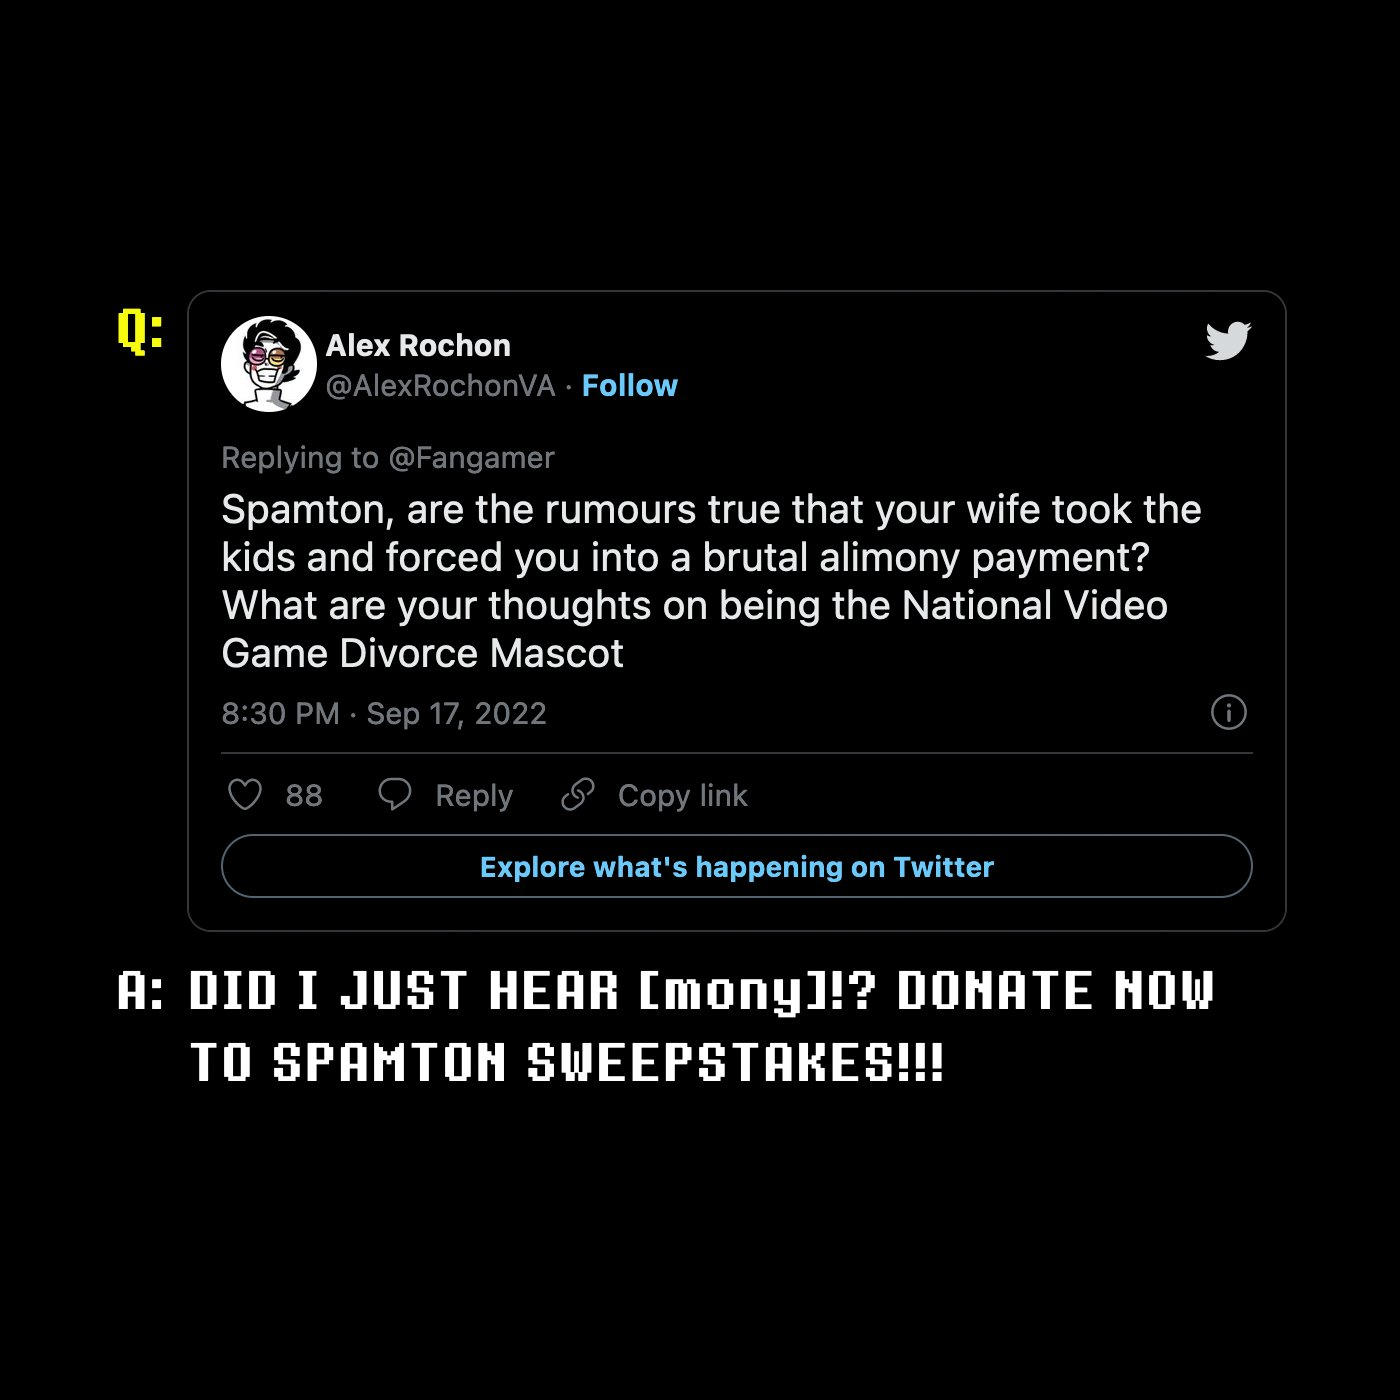 Q:
Alex Rochon
@AlexRochonVA · Follow
Replying to @Fangamer
Spamton, are the rumours true that your wife took the
kids and forced you into a brutal alimony payment?
What are your thoughts on being the National Video
Game Divorce Mascot
8:30 PM · Sep 17, 2022
88 Reply Copy link
Explore what's happening on Twitter
A: DID I JUST HEAR [mony]!? DONATE NOW
TO SPAMTON SWEEPSTAKES!!!